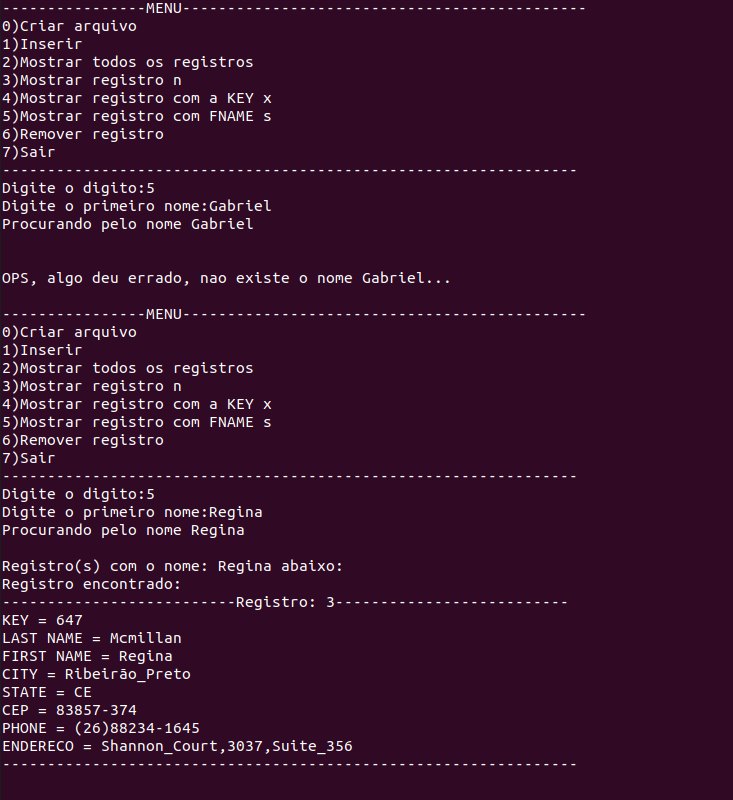 ----------------MENU---------------------------------------------
0)Criar arquivo
1)Inserir
2)Mostrar todos os registros
3)Mostrar registro n
4)Mostrar registro com a KEY x
5)Mostrar registro com FNAME s
6)Remover registro
7)Sair
----------------------------------------------------------------
Digite o digito:5
Digite o primeiro nome:Gabriel
Procurando pelo nome Gabriel
OPS, algo deu errado, nao existe o nome Gabriel...
----------------MENU---------------------------------------------
0)Criar arquivo
1)Inserir
2)Mostrar todos os registros
3)Mostrar registro n
4)Mostrar registro com a KEY x
5)Mostrar registro com FNAME s
6)Remover registro
7)Sair
----------------------------------------------------------------
Digite o digito:5
Digite o primeiro nome:Regina
Procurando pelo nome Regina
Registro(s) com o nome: Regina abaixo:
Registro encontrado:
--------------------------Registro: 3--------------------------
KEY = 647
LAST NAME = Mcmillan
FIRST NAME = Regina
CITY = Ribeirão_Preto
STATE = CE
CEP = 83857-374
PHONE = (26)88234-1645
ENDERECO = Shannon_Court,3037,Suite_356
----------------------------------------------------------------